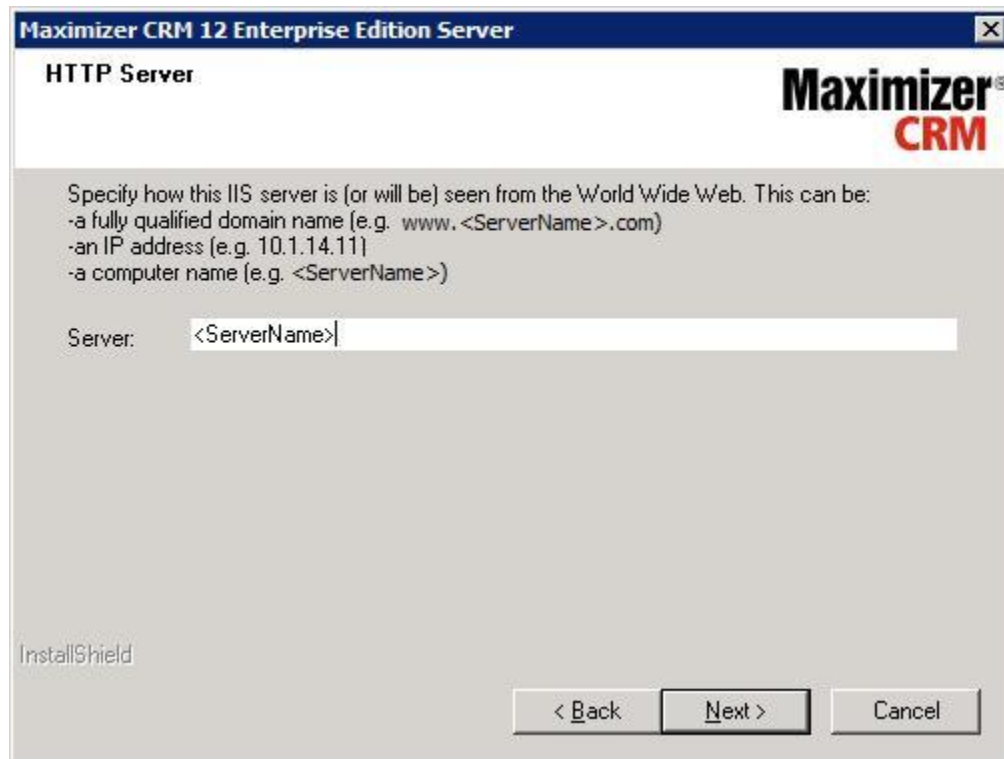 Maximizer CRM 12 Enterprise Edition Server
HTTP Server
Maximizer®
CRM
Specify how this IIS server is (or will be) seen from the World Wide Web. This can be:
-a fully qualified domain name (e.g. www.<ServerName>.com)
-an IP address (e.g. 10.1.14.11)
-a computer name (e.g. <ServerName>)
Server: <ServerName>
InstallShield
< Back Next > Cancel